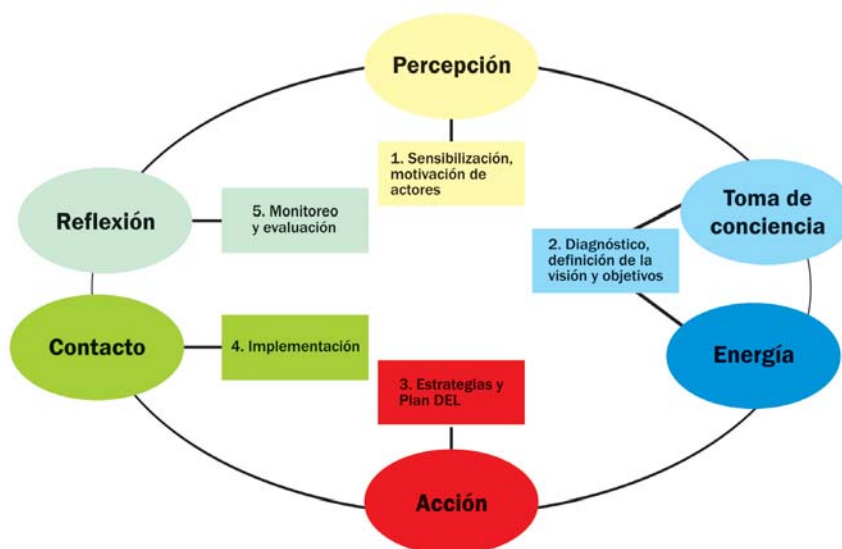 Percepción
1. Sensibilización,
motivación de
actores
Toma de
conciencia
2. Diagnóstico,
definición de la
visión y objetivos
Energía
3. Estrategias y
Plan DEL
Acción
4. Implementación
Contacto
5. Monitoreo
y evaluación
Reflexión